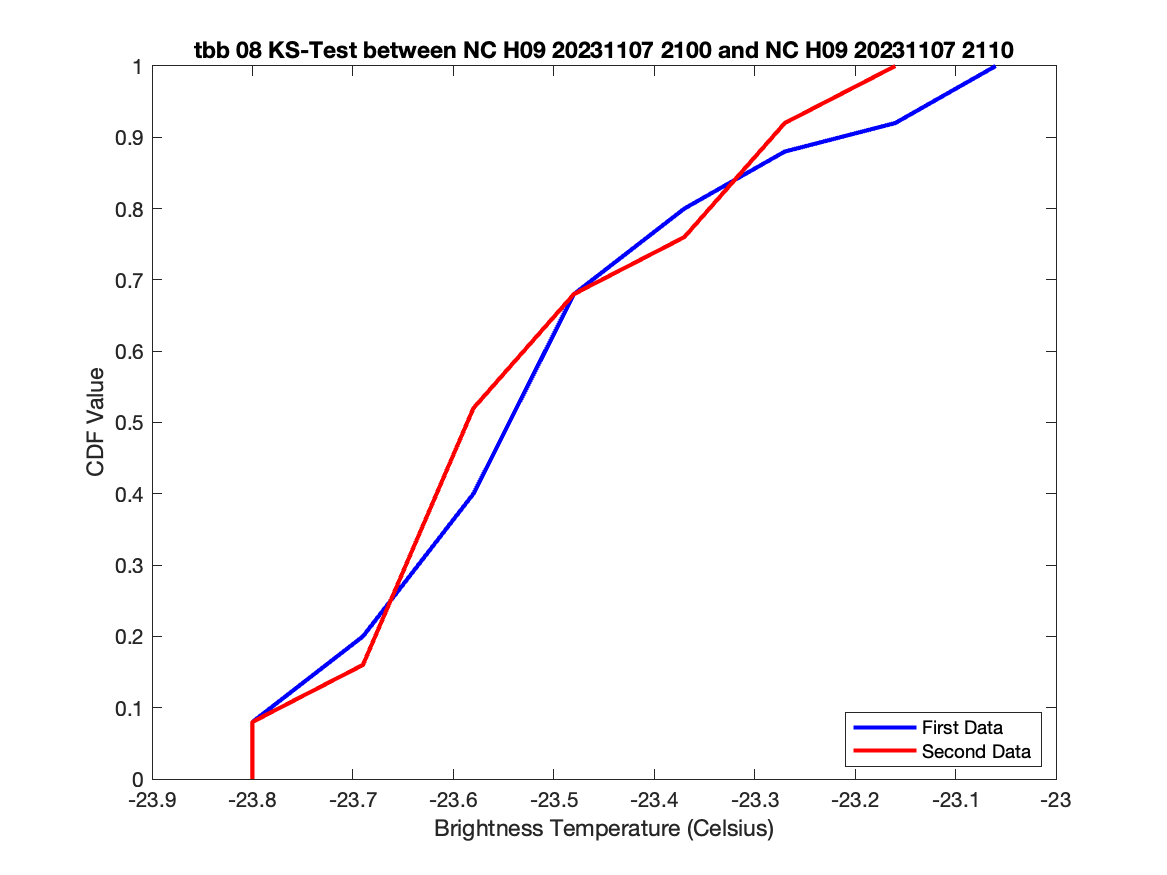 tbb 08 KS-Test between NC H09 20231107 2100 and NC H09 20231107 2110
1
0.9
0.8
0.7
0.6
0.5
0.4
0.3
0.2
0.1
0
CDF Value
First Data
Second Data
-23.9 -23.8 -23.7 -23.6 -23.5 -23.4 -23.3 -23.2 -23.1 -23
Brightness Temperature (Celsius)